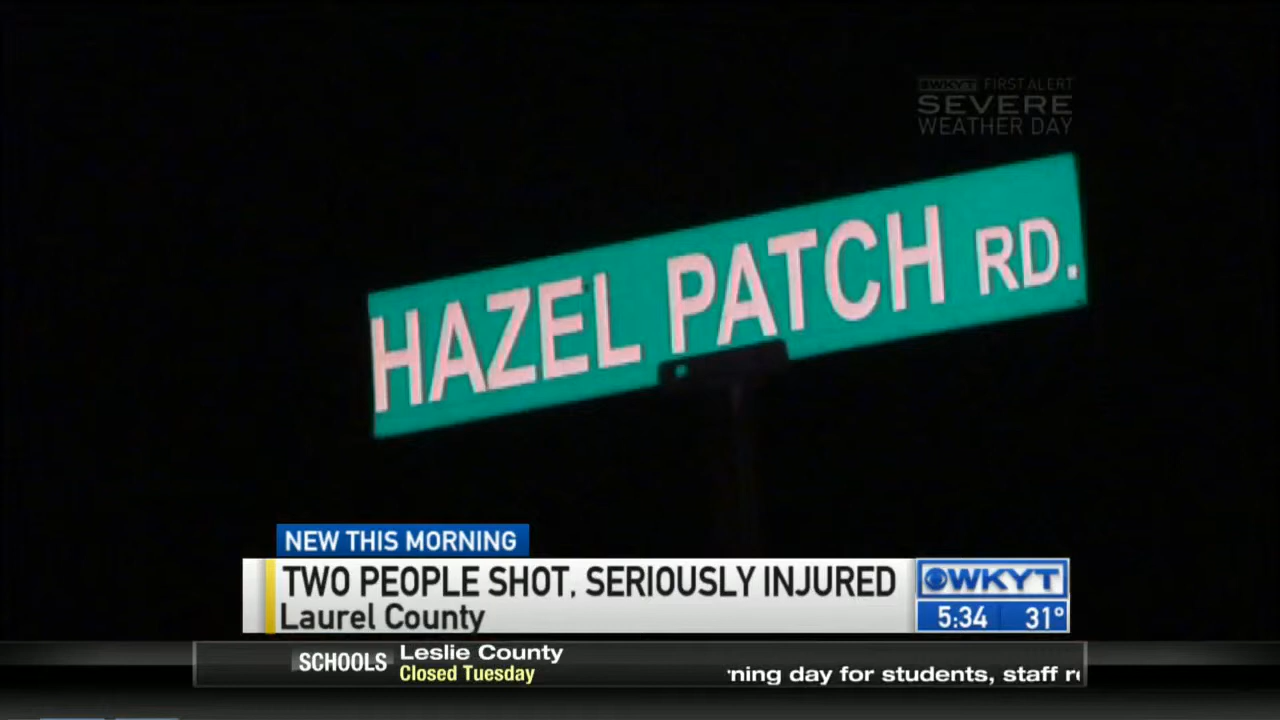 WKYT FIRST ALERT
SEVERE
WEATHER DAY
HAZEL PATCH RD.
NEW THIS MORNING
TWO PEOPLE SHOT, SERIOUSLY INJURED
Laurel County
WKYT
5:34 31°
SCHOOLS
Leslie County
Closed Tuesday
day for students, staff